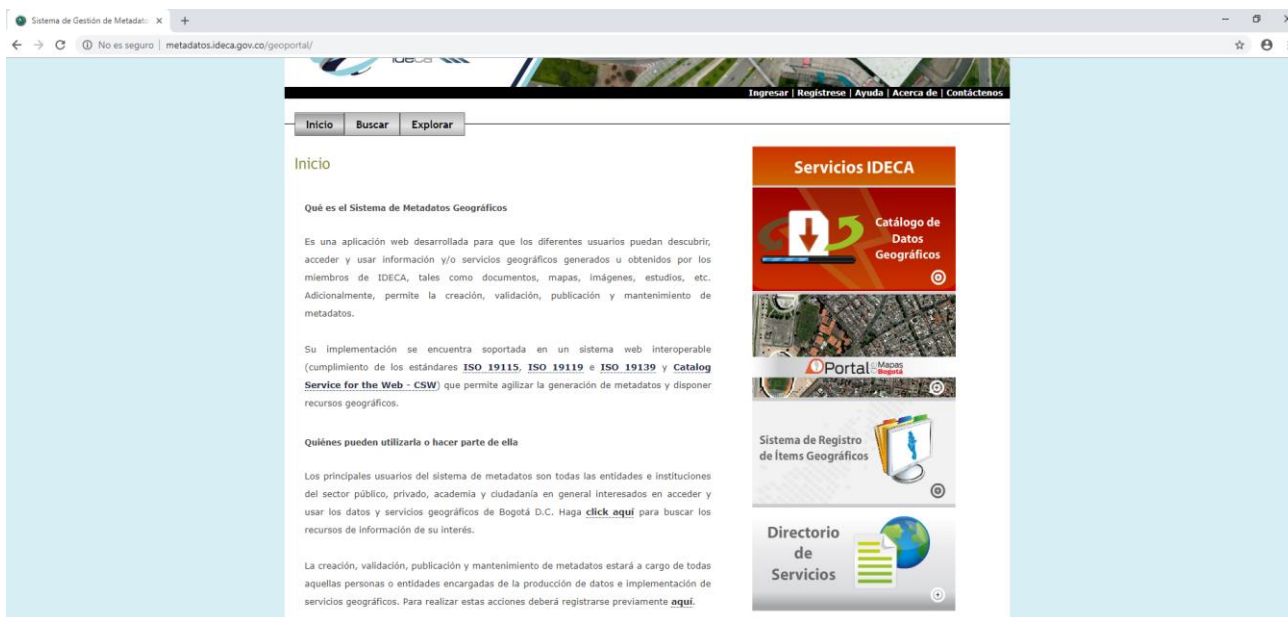 Sistema de Gestión de Metadato
No es seguro | metadatos.ideca.gov.co/geoportal/
ideca
Ingresar | Regístrese | Ayuda | Acerca de | Contáctenos
Inicio Buscar Explorar
Inicio
Qué es el Sistema de Metadatos Geográficos
Es una aplicación web desarrollada para que los diferentes usuarios puedan descubrir,
acceder y usar información y/o servicios geográficos generados u obtenidos por los
miembros de IDECA, tales como documentos, mapas, imágenes, estudios, etc.
Adicionalmente, permite la creación, validación, publicación y mantenimiento de
metadatos.
Su implementación se encuentra soportada en un sistema web interoperable
(cumplimiento de los estándares ISO 19115, ISO 19119 e ISO 19139 y Catalog
Service for the Web - CSW) que permite agilizar la generación de metadatos y disponer
recursos geográficos.
Quiénes pueden utilizarla o hacer parte de ella
Los principales usuarios del sistema de metadatos son todas las entidades e instituciones
del sector público, privado, academia y ciudadanía en general interesados en acceder y
usar los datos y servicios geográficos de Bogotá D.C. Haga click aquí para buscar los
recursos de información de su interés.
La creación, validación, publicación y mantenimiento de metadatos estará a cargo de todas
aquellas personas o entidades encargadas de la producción de datos e implementación de
servicios geográficos. Para realizar estas acciones deberá registrarse previamente aquí.
Servicios IDECA
Catálogo de
Datos
Geográficos
Portal Mapas
Bogotá
Sistema de Registro
de Ítems Geográficos
Directorio
de
Servicios